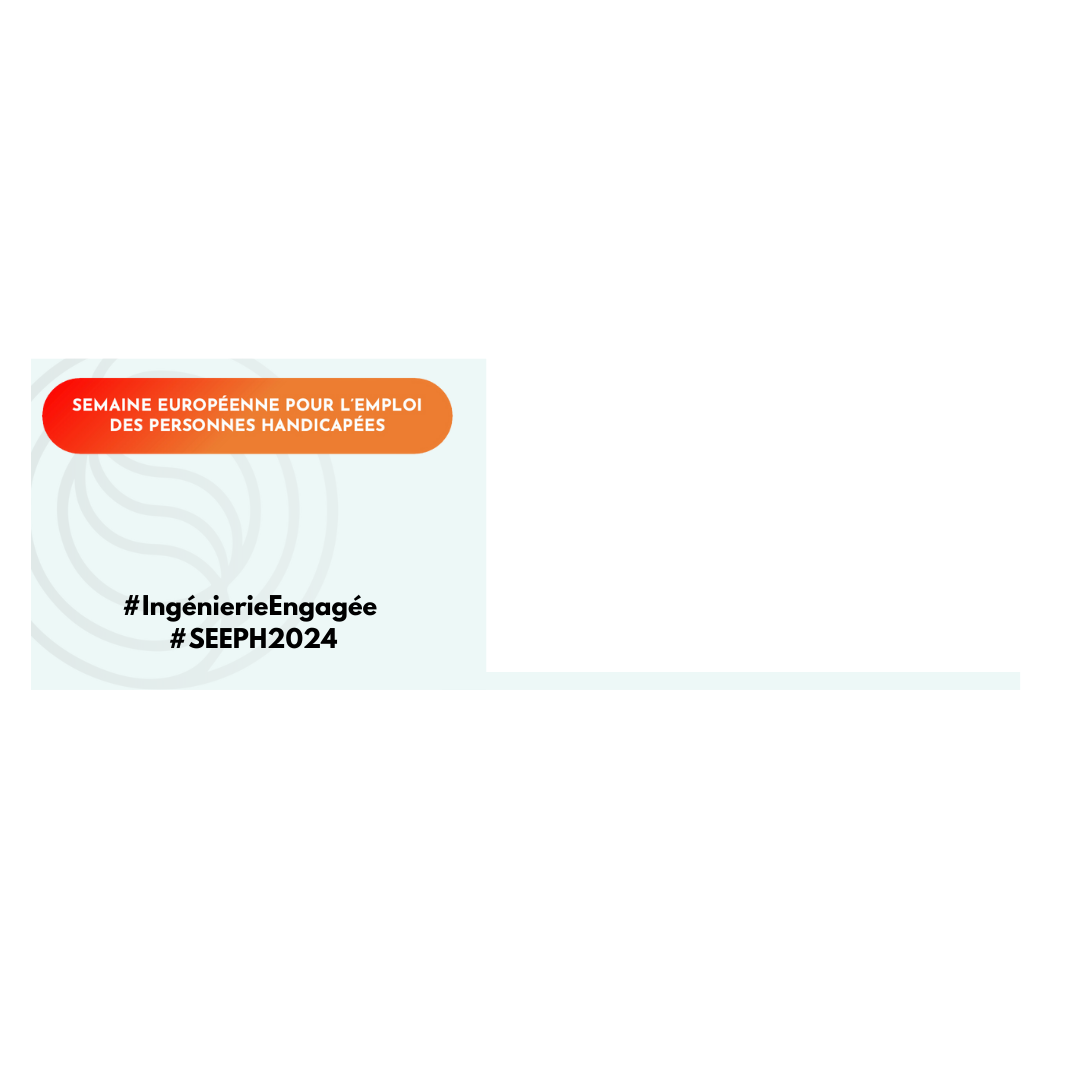 SEMAINE EUROPÉENNE POUR L'EMPLOI
DES PERSONNES HANDICAPÉES
#IngénierieEngagée
#SEEPH2024